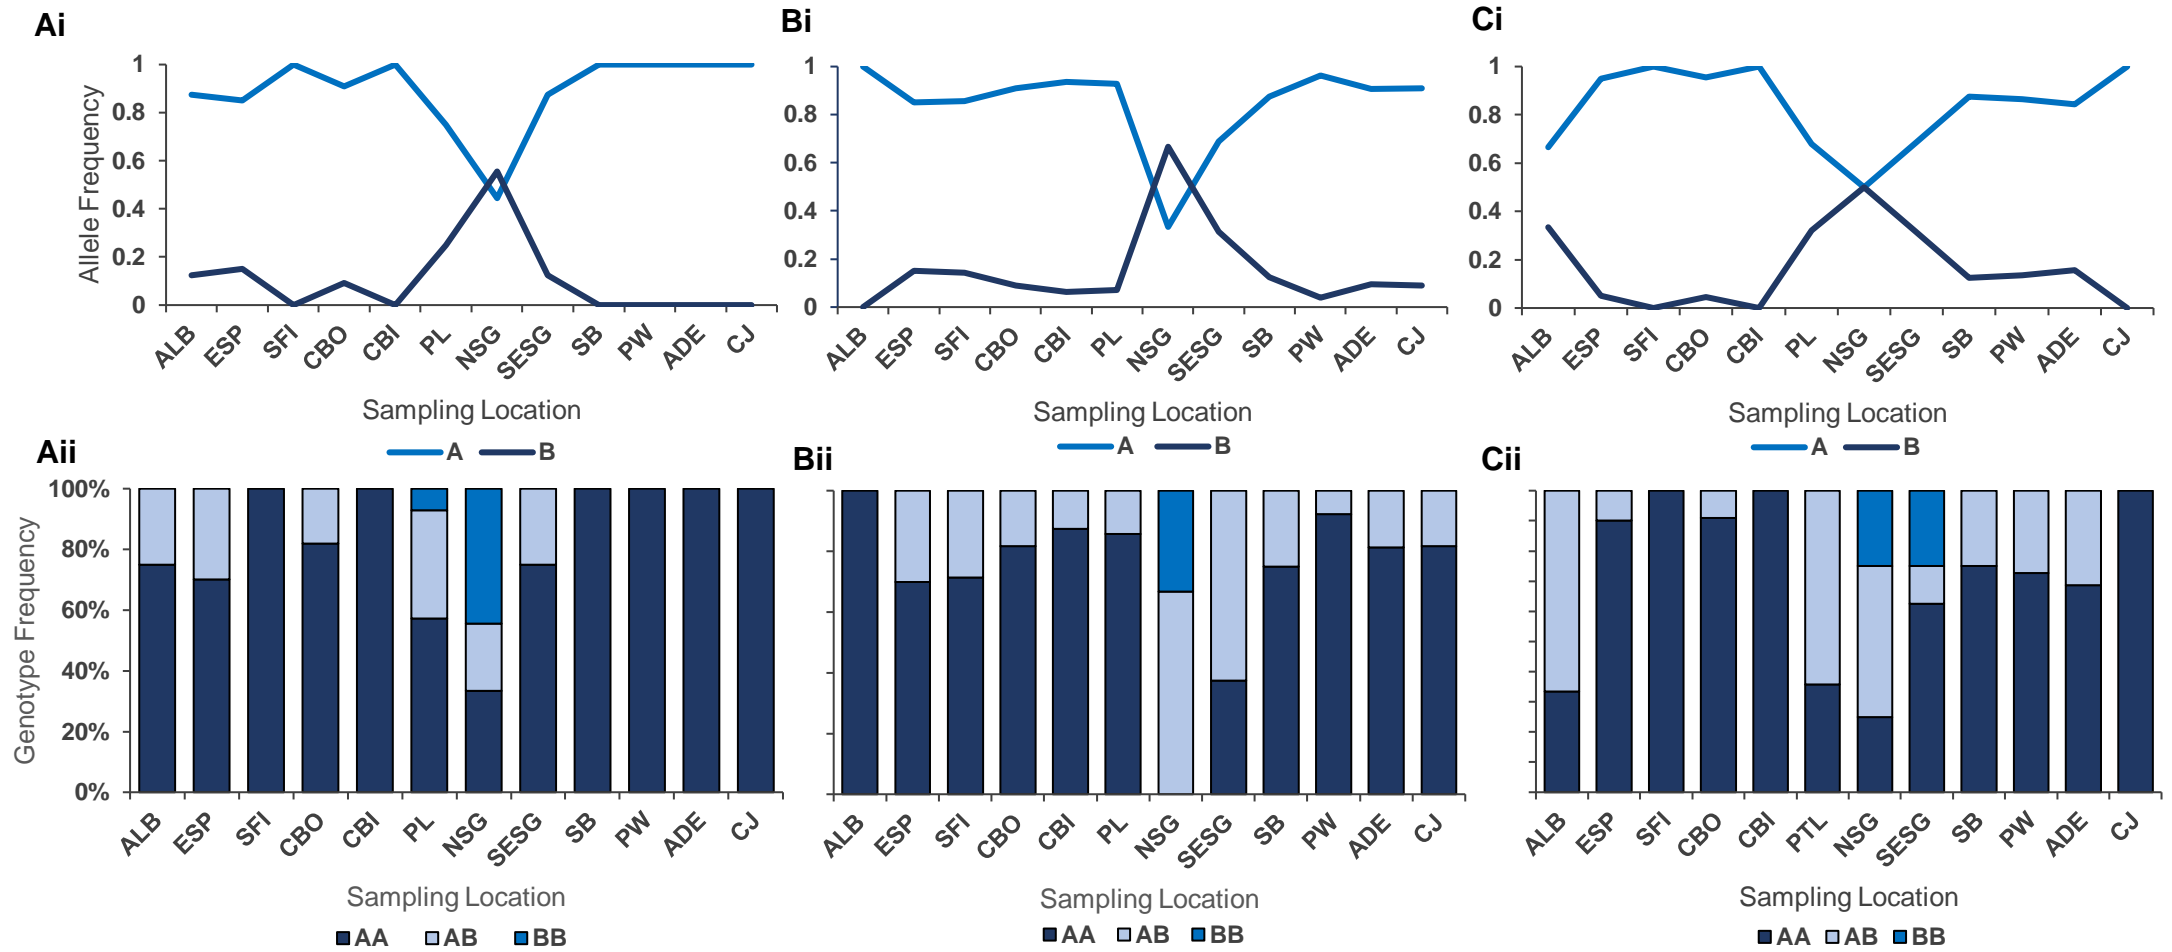 Ai
Allele Frequency
1
0.8
0.6
0.4
0.2
0
ALB ESP SFI CBO CBI PL NSG SESG SB PW ADE CJ
Sampling Location
A B
Bi
1
0.8
0.6
0.4
0.2
0
ALB ESP SFI CBO CBI PL NSG SESG SB PW ADE CJ
Sampling Location
A B
Ci
1
0.8
0.6
0.4
0.2
0
ALB ESP SFI CBO CBI PL NSG SESG SB PW ADE CJ
Sampling Location
A B
Aii
Genotype Frequency
100%
80%
60%
40%
20%
0%
ALB ESP SFI CBO CBI PL NSG SESG SB PW ADE CJ
Sampling Location
AA AB BB
Bii
ALB ESP SFI CBO CBI PL NSG SESG SB PW ADE CJ
Sampling Location
AA AB BB
Cii
ALB ESP SFI CBO CBI PTL NSG SESG SB PW ADE CJ
Sampling Location
AA AB BB